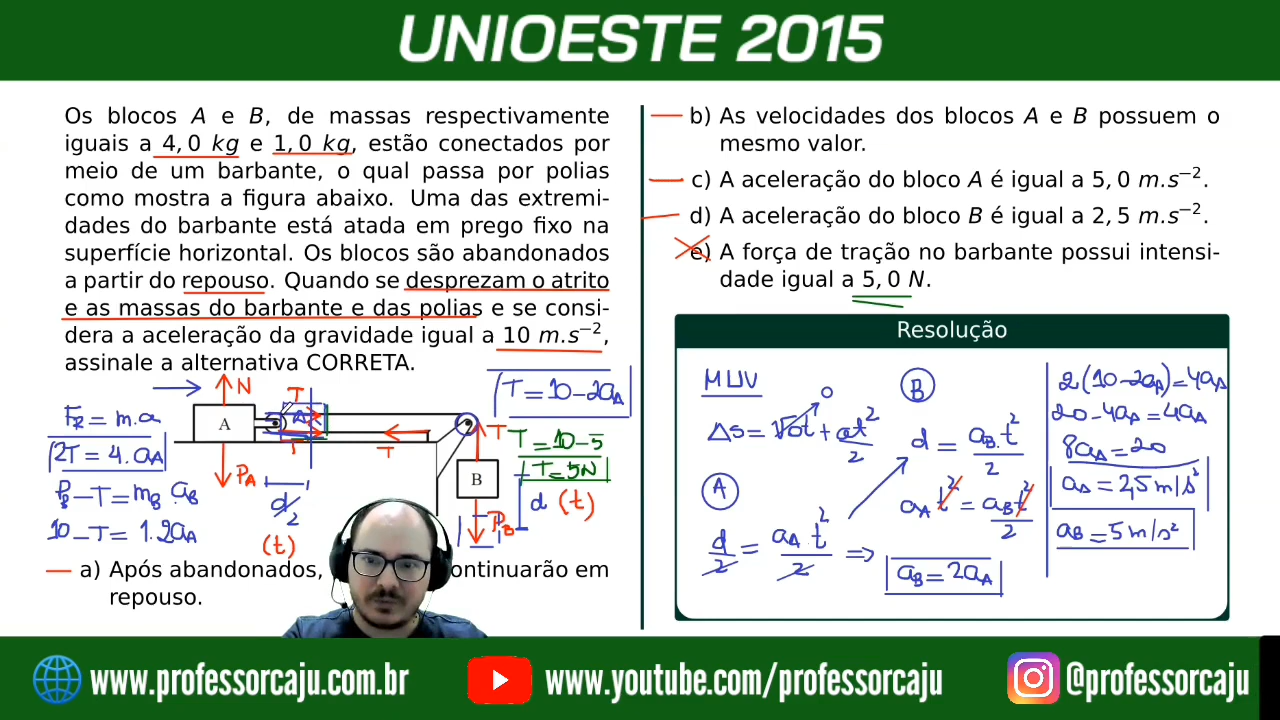 UNIOESTE 2015
Os blocos A e B, de massas respectivamente
iguais a 4,0 kg e 1,0 kg, estão conectados por
meio de um barbante, o qual passa por polias
como mostra a figura abaixo. Uma das extremi-
dades do barbante está atada em prego fixo na
superfície horizontal. Os blocos são abandonados
a partir do repouso. Quando se desprezam o atrito
e as massas do barbante e das polias e se consi-
dera a aceleração da gravidade igual a 10 m.s⁻²,
assinale a alternativa CORRETA.
N
T
T = 10 - 2aA
FR = m.a
A
A
T
T = 10 - 5
2T = 4.aA
T
T
T = 5N
PA
B
PB - T = mB.aB
d/2
d (t)
10 - T = 1.2aA
PB
(t)
a) Após abandonados, ontinuarão em
repouso.
b) As velocidades dos blocos A e B possuem o
mesmo valor.
c) A aceleração do bloco A é igual a 5,0 m.s⁻².
d) A aceleração do bloco B é igual a 2,5 m.s⁻².
e) A força de tração no barbante possui intensi-
dade igual a 5,0 N.
Resolução
MUV
0
Δs = V0t + at²/2
A
d/2 = aA.t²/2 ⇒
B
d = aB.t²/2
aAt² = aBt²/2
aB = 2aA
2(10-2aA) = 4aA
20 - 4aA = 4aA
8aA = 20
aA = 2,5 m/s²
aB = 5 m/s²
www.professorcaju.com.br
www.youtube.com/professorcaju
@professorcaju